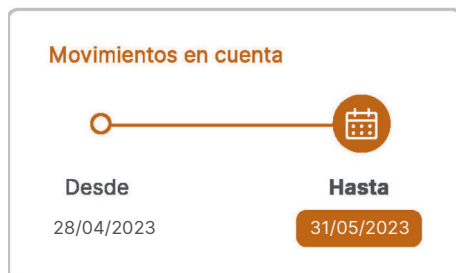 Movimientos en cuenta
Desde
Hasta
28/04/2023
31/05/2023